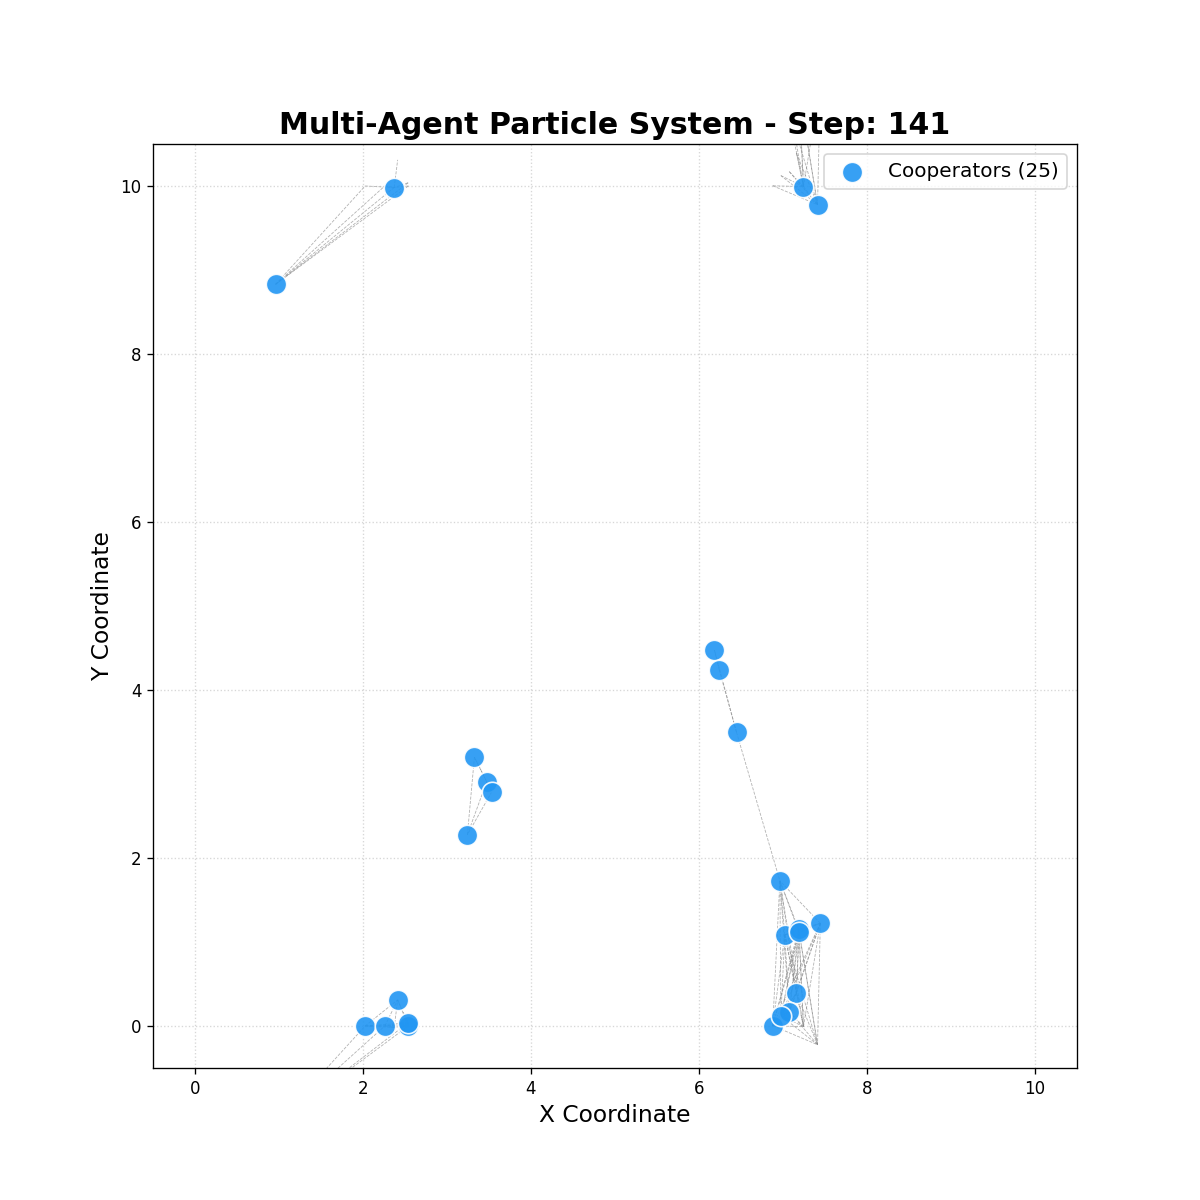 Multi-Agent Particle System - Step: 141
Cooperators (25)
10
8
6
4
2
0
Y Coordinate
0 2 4 6 8 10
X Coordinate